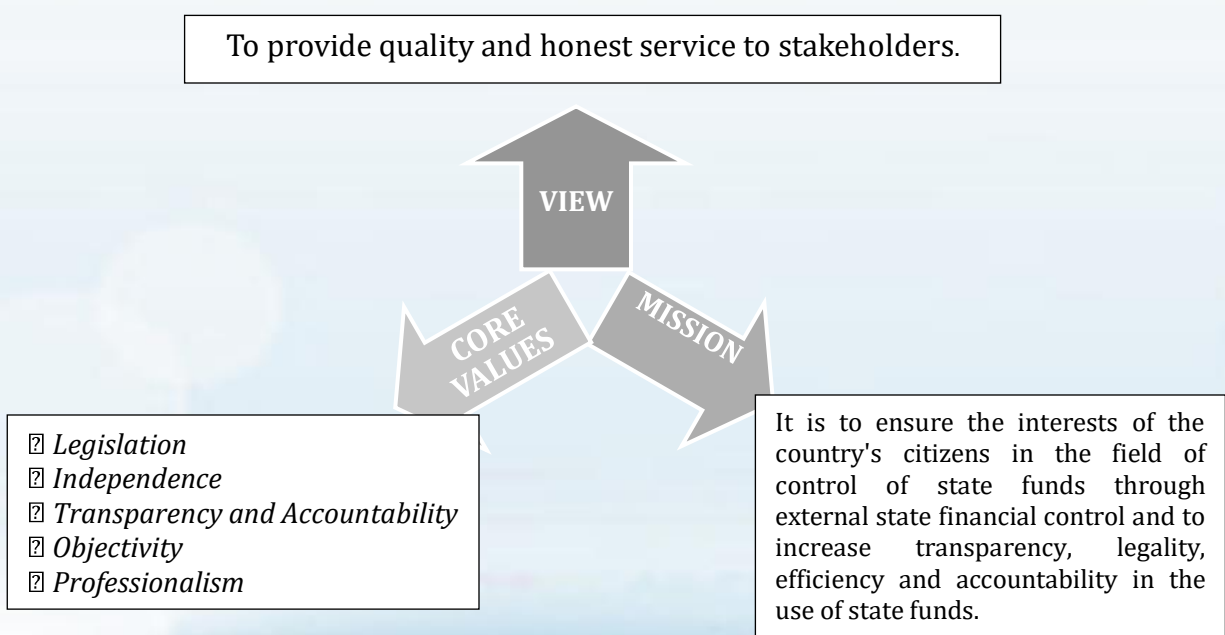 To provide quality and honest service to stakeholders.
VIEW
CORE
VALUES
MISSION
⍰ Legislation
⍰ Independence
⍰ Transparency and Accountability
⍰ Objectivity
⍰ Professionalism
It is to ensure the interests of the
country's citizens in the field of
control of state funds through
external state financial control and to
increase transparency, legality,
efficiency and accountability in the
use of state funds.